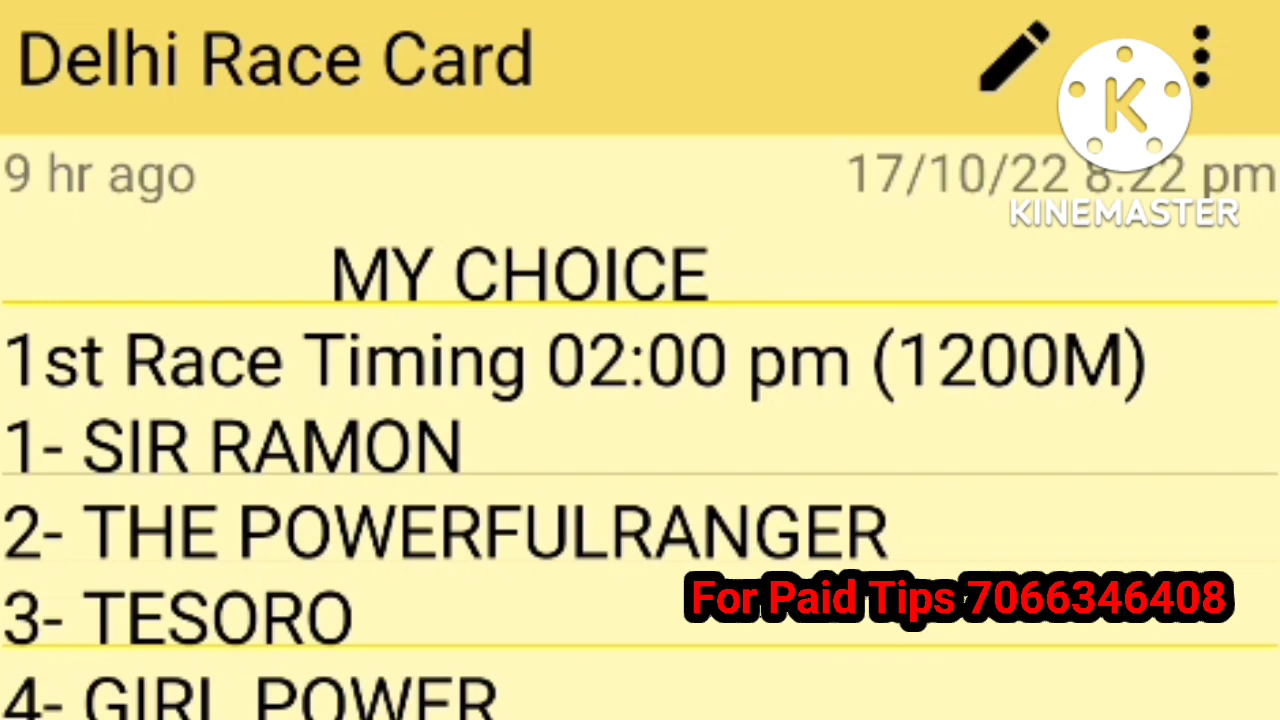 Delhi Race Card
K
9 hr ago 17/10/22 8:22 pm
KINEMASTER
MY CHOICE
1st Race Timing 02:00 pm (1200M)
1- SIR RAMON
2- THE POWERFULRANGER
For Paid Tips 7066346408
3- TESORO
4- GIRL POWER